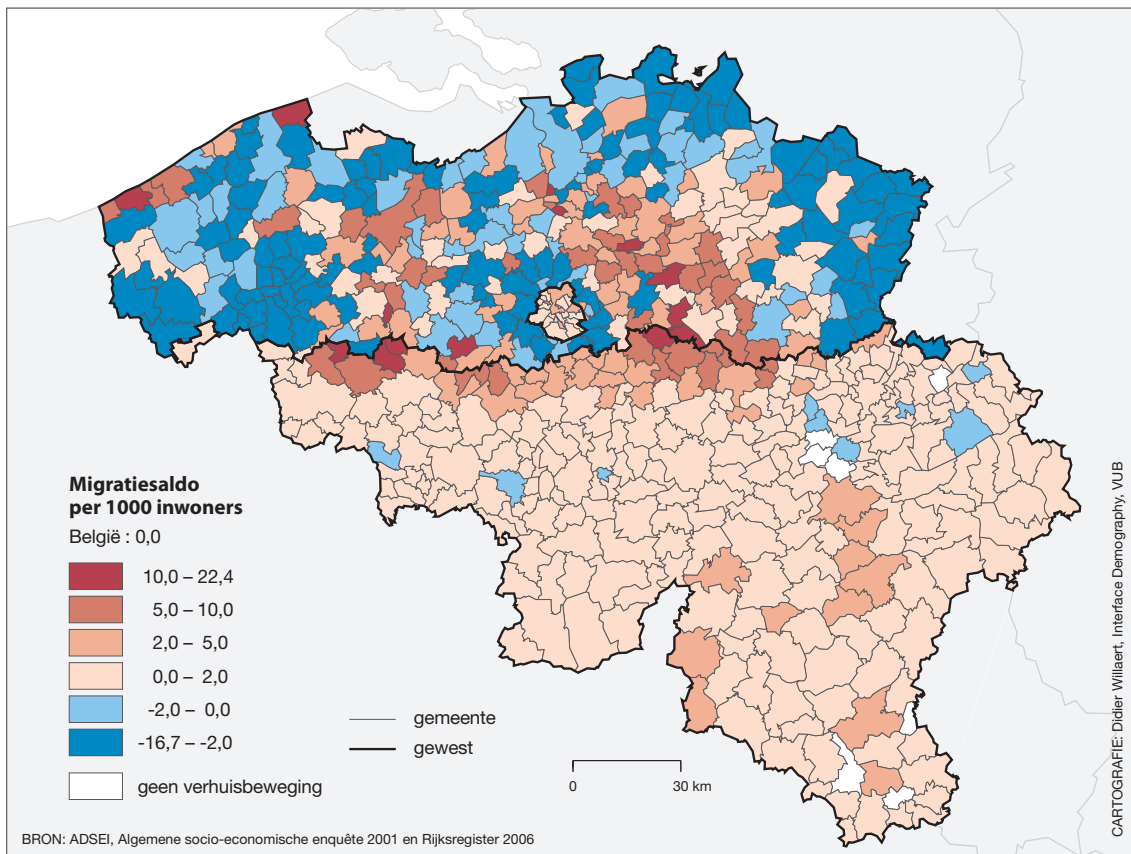 Migratiesaldo
per 1000 inwoners
België : 0,0
10,0 – 22,4
5,0 – 10,0
2,0 – 5,0
0,0 – 2,0
-2,0 – 0,0
-16,7 – -2,0
geen verhuisbeweging
gemeente
gewest
0 30 km
BRON: ADSEI, Algemene socio-economische enquête 2001 en Rijksregister 2006
CARTOGRAFIE: Didier Willaert, Interface Demography, VUB